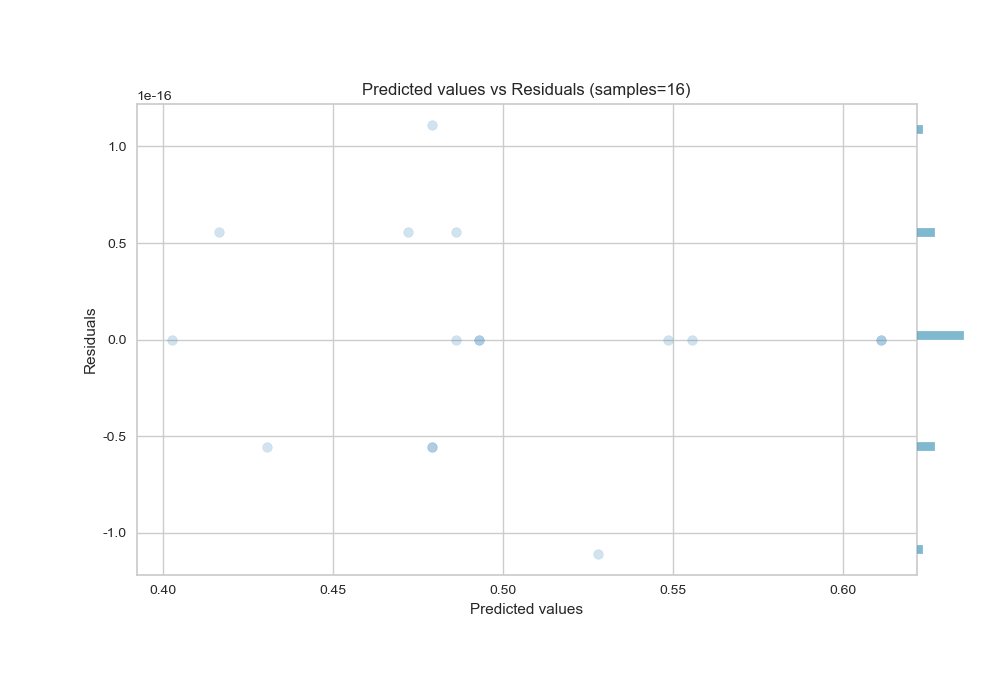 Predicted values vs Residuals (samples=16)
1e-16
1.0
0.5
0.0
-0.5
-1.0
Residuals
0.40 0.45 0.50 0.55 0.60
Predicted values